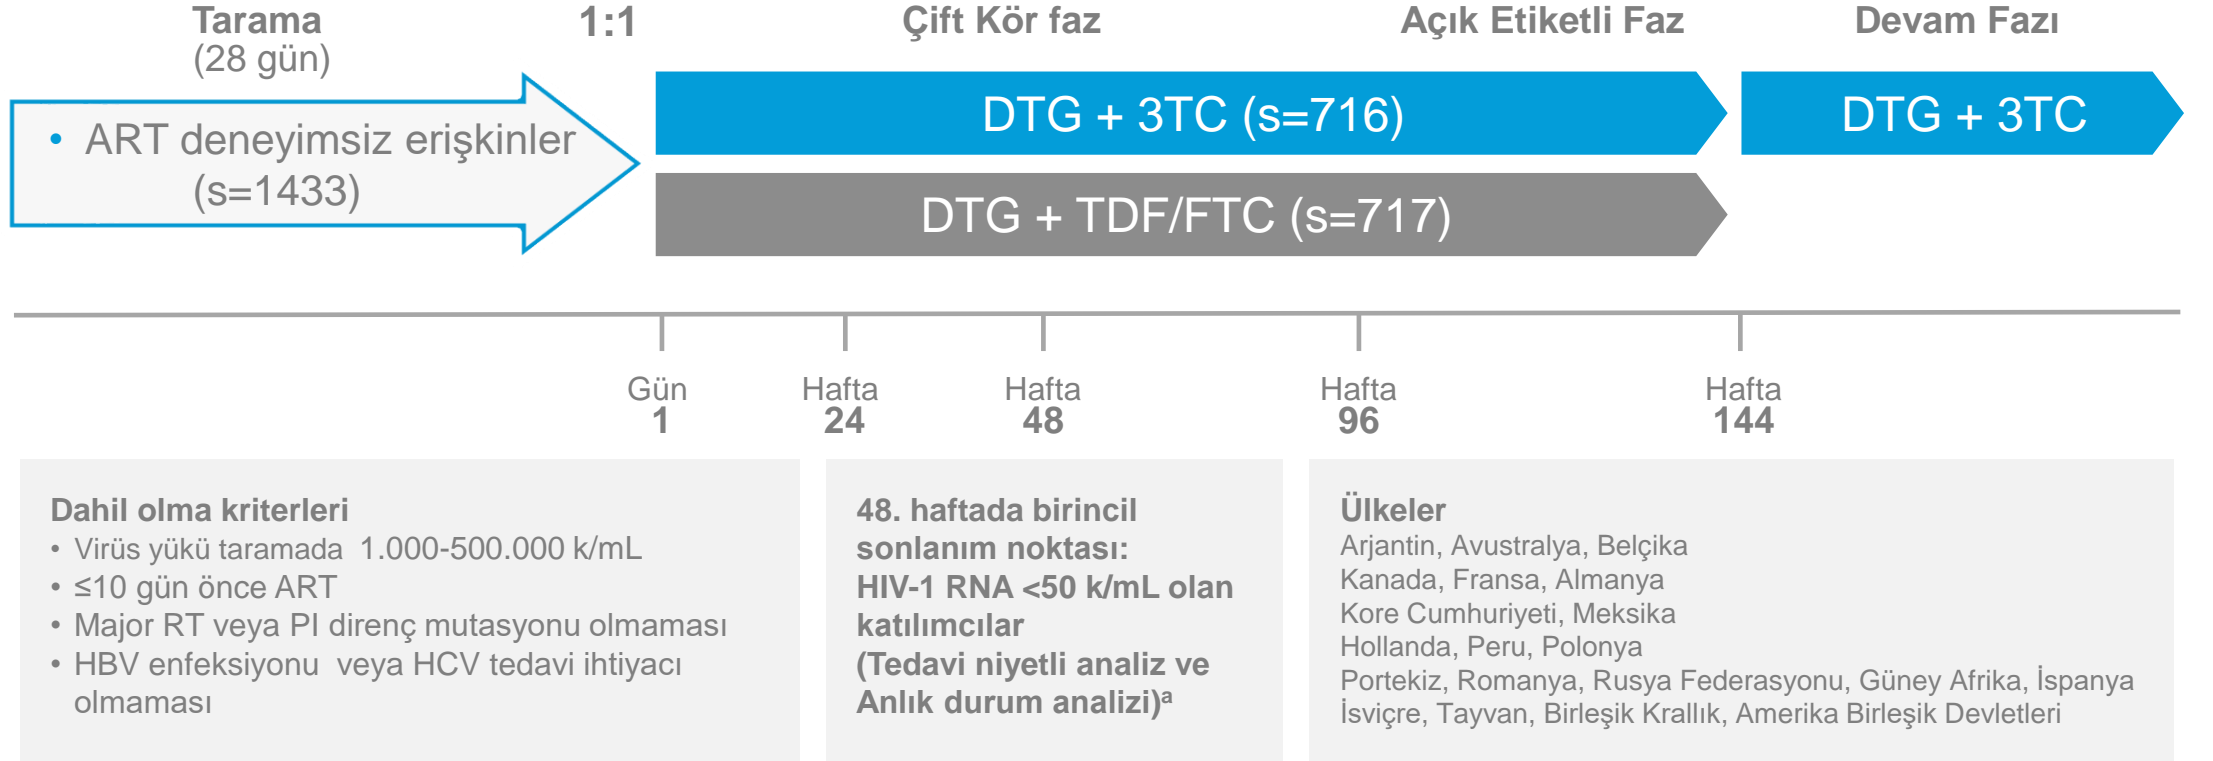 Tarama
(28 gün)
1:1
Çift Kör faz
Açık Etiketli Faz
Devam Fazı
• ART deneyimsiz erişkinler
(s=1433)
DTG + 3TC (s=716)
DTG + 3TC
DTG + TDF/FTC (s=717)
Gün
1
Hafta
24
Hafta
48
Hafta
96
Hafta
144
Dahil olma kriterleri
• Virüs yükü taramada 1.000-500.000 k/mL
• ≤10 gün önce ART
• Major RT veya PI direnç mutasyonu olmaması
• HBV enfeksiyonu veya HCV tedavi ihtiyacı
olmaması
48. haftada birincil
sonlanım noktası:
HIV-1 RNA <50 k/mL olan
katılımcılar
(Tedavi niyetli analiz ve
Anlık durum analizi)ᵃ
Ülkeler
Arjantin, Avustralya, Belçika
Kanada, Fransa, Almanya
Kore Cumhuriyeti, Meksika
Hollanda, Peru, Polonya
Portekiz, Romanya, Rusya Federasyonu, Güney Afrika, İspanya
İsviçre, Tayvan, Birleşik Krallık, Amerika Birleşik Devletleri